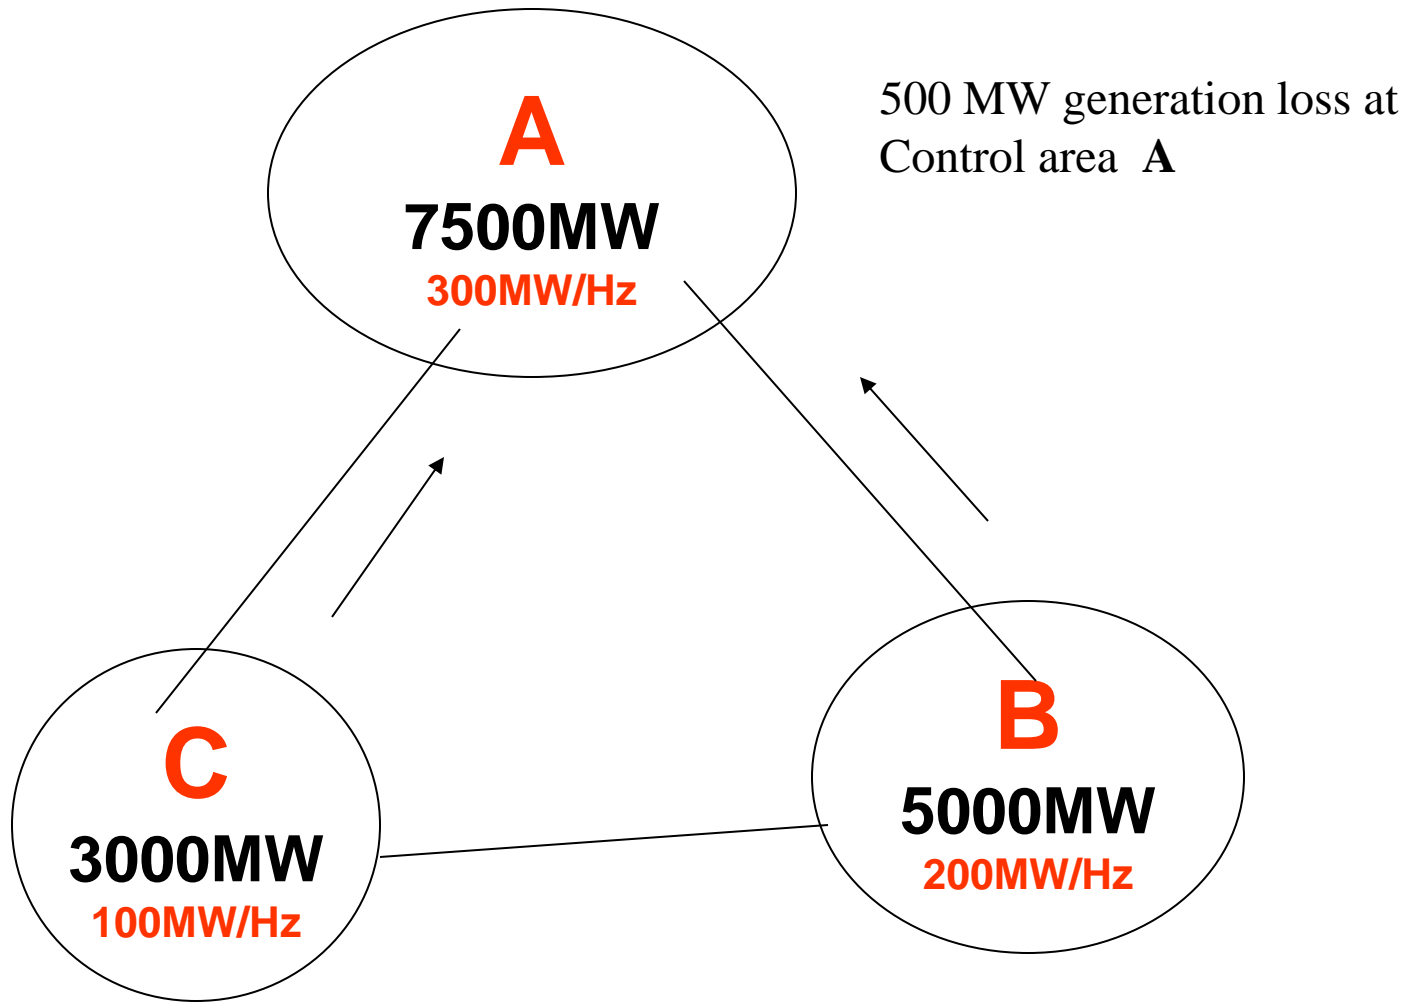 A
7500MW
300MW/Hz
500 MW generation loss at
Control area A
C
3000MW
100MW/Hz
B
5000MW
200MW/Hz